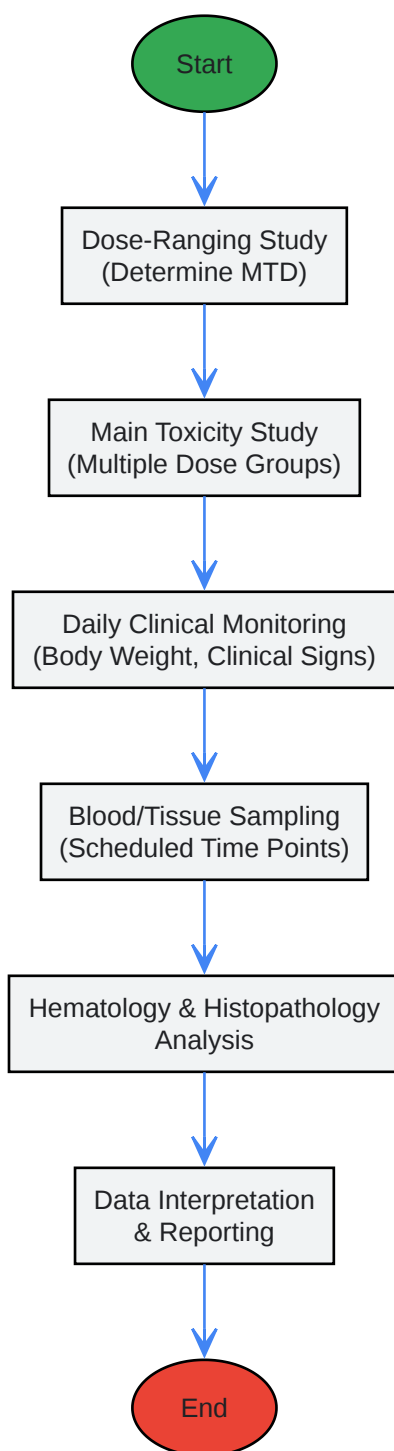 Start
Dose-Ranging Study
(Determine MTD)
Main Toxicity Study
(Multiple Dose Groups)
Daily Clinical Monitoring
(Body Weight, Clinical Signs)
Blood/Tissue Sampling
(Scheduled Time Points)
Hematology & Histopathology
Analysis
Data Interpretation
& Reporting
End